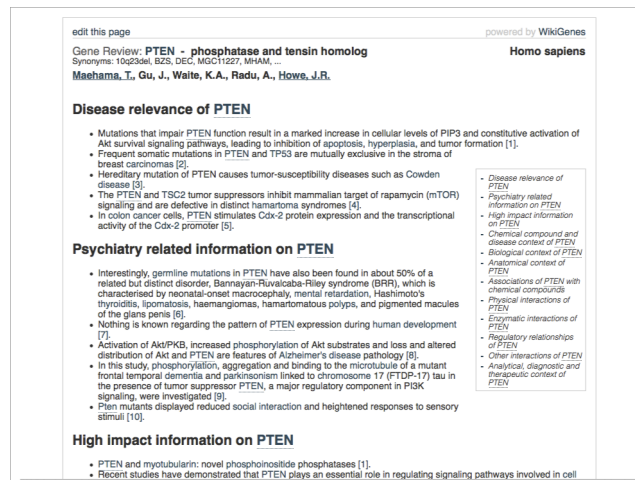 edit this page
powered by WikiGenes
Gene Review: PTEN - phosphatase and tensin homolog
Homo sapiens
Synonyms: 10q23del, BZS, DEC, MGC11227, MHAM, ...
Maehama, T., Gu, J., Waite, K.A., Radu, A., Howe, J.R.
Disease relevance of PTEN
• Mutations that impair PTEN function result in a marked increase in cellular levels of PIP3 and constitutive activation of
Akt survival signaling pathways, leading to inhibition of apoptosis, hyperplasia, and tumor formation [1].
• Frequent somatic mutations in PTEN and TP53 are mutually exclusive in the stroma of
breast carcinomas [2].
• Hereditary mutation of PTEN causes tumor-susceptibility diseases such as Cowden
disease [3].
• The PTEN and TSC2 tumor suppressors inhibit mammalian target of rapamycin (mTOR)
signaling and are defective in distinct hamartoma syndromes [4].
• In colon cancer cells, PTEN stimulates Cdx-2 protein expression and the transcriptional
activity of the Cdx-2 promoter [5].
- Disease relevance of
PTEN
- Psychiatry related
information on PTEN
- High impact information
on PTEN
- Chemical compound and
disease context of PTEN
- Biological context of PTEN
- Anatomical context of
PTEN
- Associations of PTEN with
chemical compounds
- Physical interactions of
PTEN
- Enzymatic interactions of
PTEN
- Regulatory relationships
of PTEN
- Other interactions of PTEN
- Analytical, diagnostic and
therapeutic context of
PTEN
Psychiatry related information on PTEN
• Interestingly, germline mutations in PTEN have also been found in about 50% of a
related but distinct disorder, Bannayan-Ruvalcaba-Riley syndrome (BRR), which is
characterised by neonatal-onset macrocephaly, mental retardation, Hashimoto's
thyroiditis, lipomatosis, haemangiomas, hamartomatous polyps, and pigmented macules
of the glans penis [6].
• Nothing is known regarding the pattern of PTEN expression during human development
[7].
• Activation of Akt/PKB, increased phosphorylation of Akt substrates and loss and altered
distribution of Akt and PTEN are features of Alzheimer's disease pathology [8].
• In this study, phosphorylation, aggregation and binding to the microtubule of a mutant
frontal temporal dementia and parkinsonism linked to chromosome 17 (FTDP-17) tau in
the presence of tumor suppressor PTEN, a major regulatory component in PI3K
signaling, were investigated [9].
• Pten mutants displayed reduced social interaction and heightened responses to sensory
stimuli [10].
High impact information on PTEN
• PTEN and myotubularin: novel phosphoinositide phosphatases [1].
• Recent studies have demonstrated that PTEN plays an essential role in regulating signaling pathways involved in cell